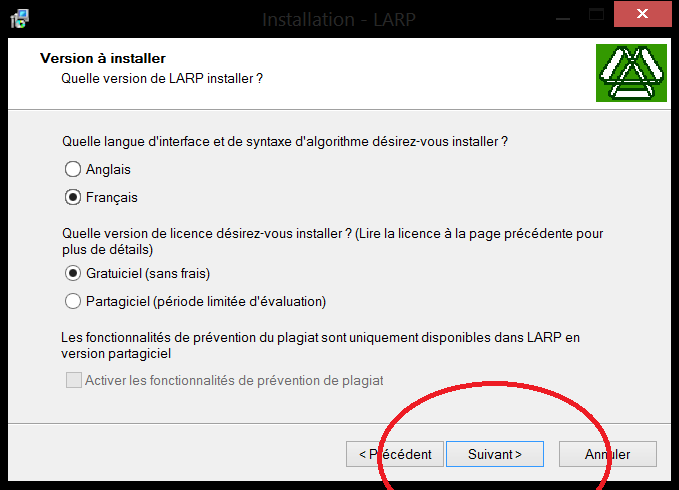 Installation - LARP
Version à installer
Quelle version de LARP installer ?
Quelle langue d'interface et de syntaxe d'algorithme désirez-vous installer ?
Anglais
Français
Quelle version de licence désirez-vous installer ? (Lire la licence à la page précédente pour
plus de détails)
Gratuiciel (sans frais)
Partagiciel (période limitée d'évaluation)
Les fonctionnalités de prévention du plagiat sont uniquement disponibles dans LARP en
version partagiciel
Activer les fonctionnalités de prévention de plagiat
< Précédent
Suivant >
Annuler